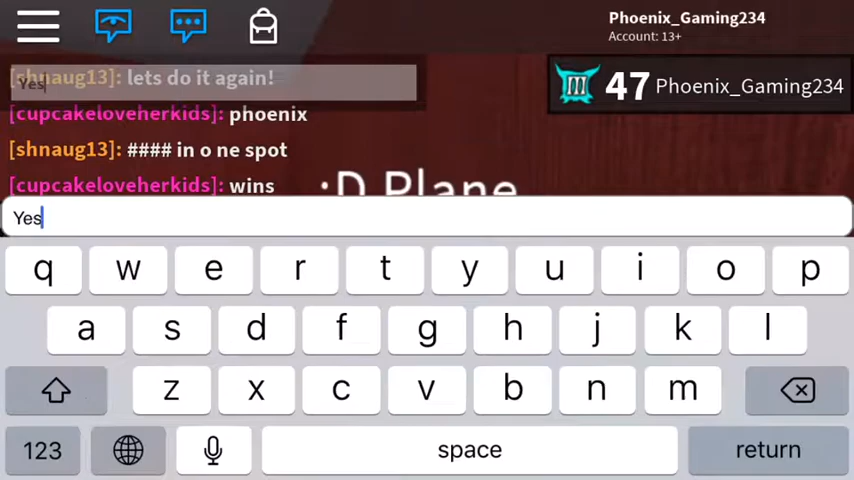 Phoenix_Gaming234
Account: 13+
[shnaug13]: lets do it again!
Yes
47 Phoenix_Gaming234
[cupcakeloveherkids]: phoenix
[shnaug13]: #### in o ne spot
[cupcakeloveherkids]: wins
:D Plane
Yes
q w e r t y u i o p
a s d f g h j k l
z x c v b n m
123 space return